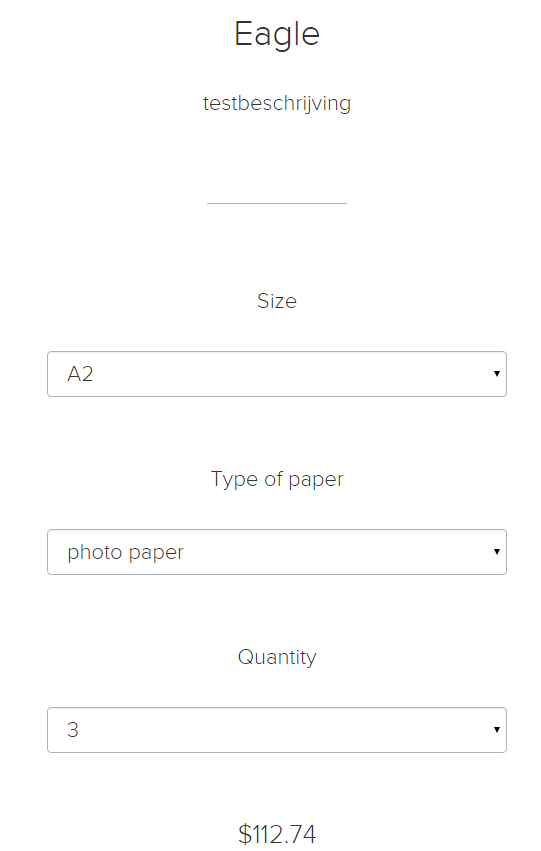 Eagle
testbeschrijving
Size
A2
Type of paper
photo paper
Quantity
3
$112.74